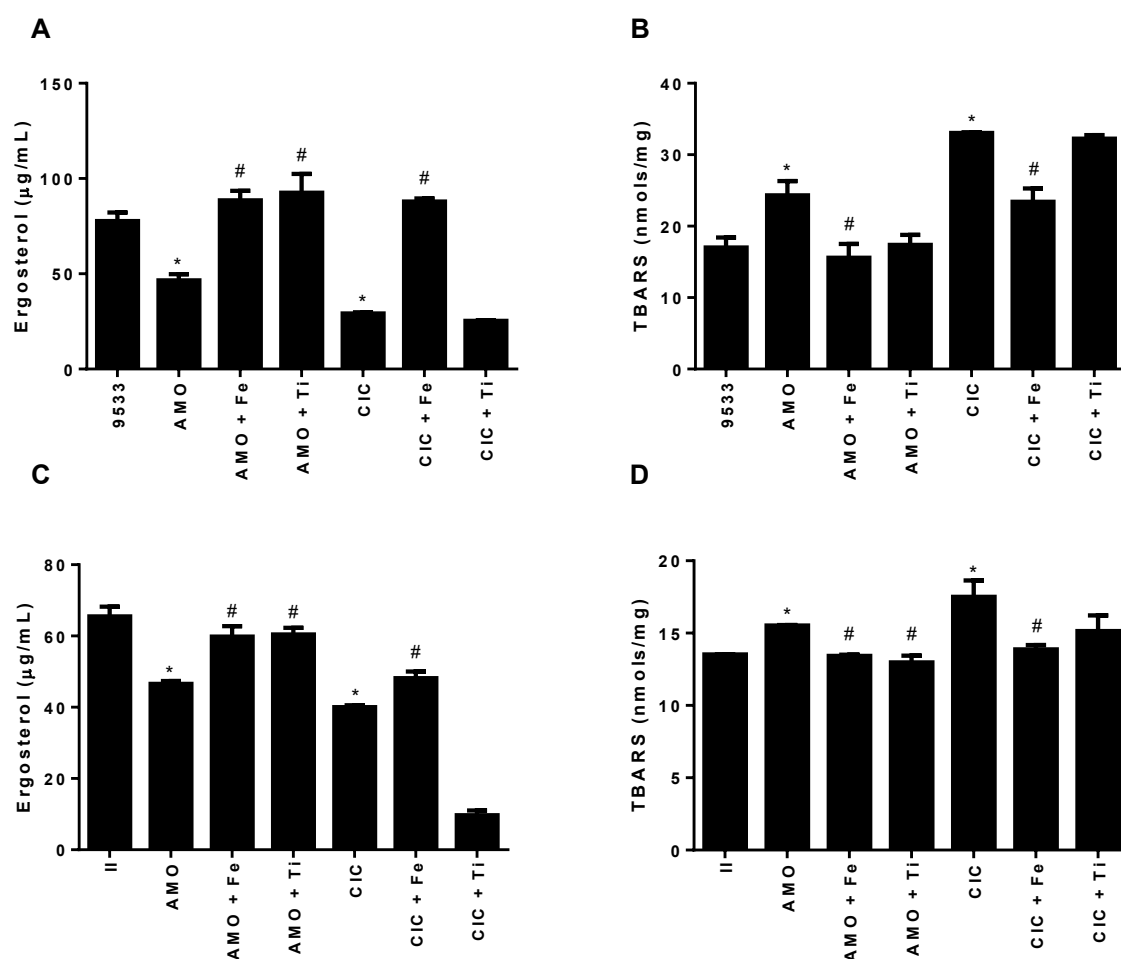 A
Ergosterol (µg/mL)
150
100
50
0
*
#
#
*
#
9533
AMO
AMO + Fe
AMO + Ti
CIC
CIC + Fe
CIC + Ti
B
TBARS (nmols/mg)
40
30
20
10
0
*
#
*
#
9533
AMO
AMO + Fe
AMO + Ti
CIC
CIC + Fe
CIC + Ti
C
Ergosterol (µg/mL)
80
60
40
20
0
*
#
#
*
#
II
AMO
AMO + Fe
AMO + Ti
CIC
CIC + Fe
CIC + Ti
D
TBARS (nmols/mg)
20
15
10
5
0
*
#
#
*
#
II
AMO
AMO + Fe
AMO + Ti
CIC
CIC + Fe
CIC + Ti